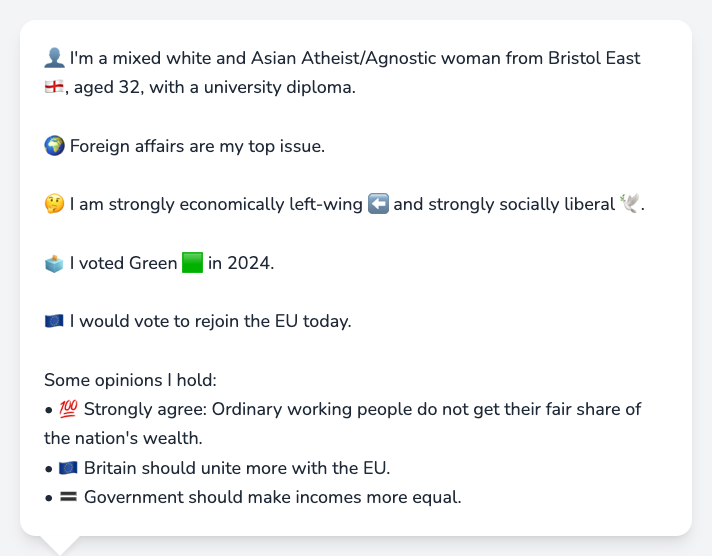 👤 I'm a mixed white and Asian Atheist/Agnostic woman from Bristol East
🏴󠁧󠁢󠁥󠁮󠁧󠁿, aged 32, with a university diploma.
🌍 Foreign affairs are my top issue.
🤔 I am strongly economically left-wing ⬅️ and strongly socially liberal 🕊️.
🗳️ I voted Green 🟩 in 2024.
🇪🇺 I would vote to rejoin the EU today.
Some opinions I hold:
• 💯 Strongly agree: Ordinary working people do not get their fair share of
the nation's wealth.
• 🇪🇺 Britain should unite more with the EU.
• 🟰 Government should make incomes more equal.